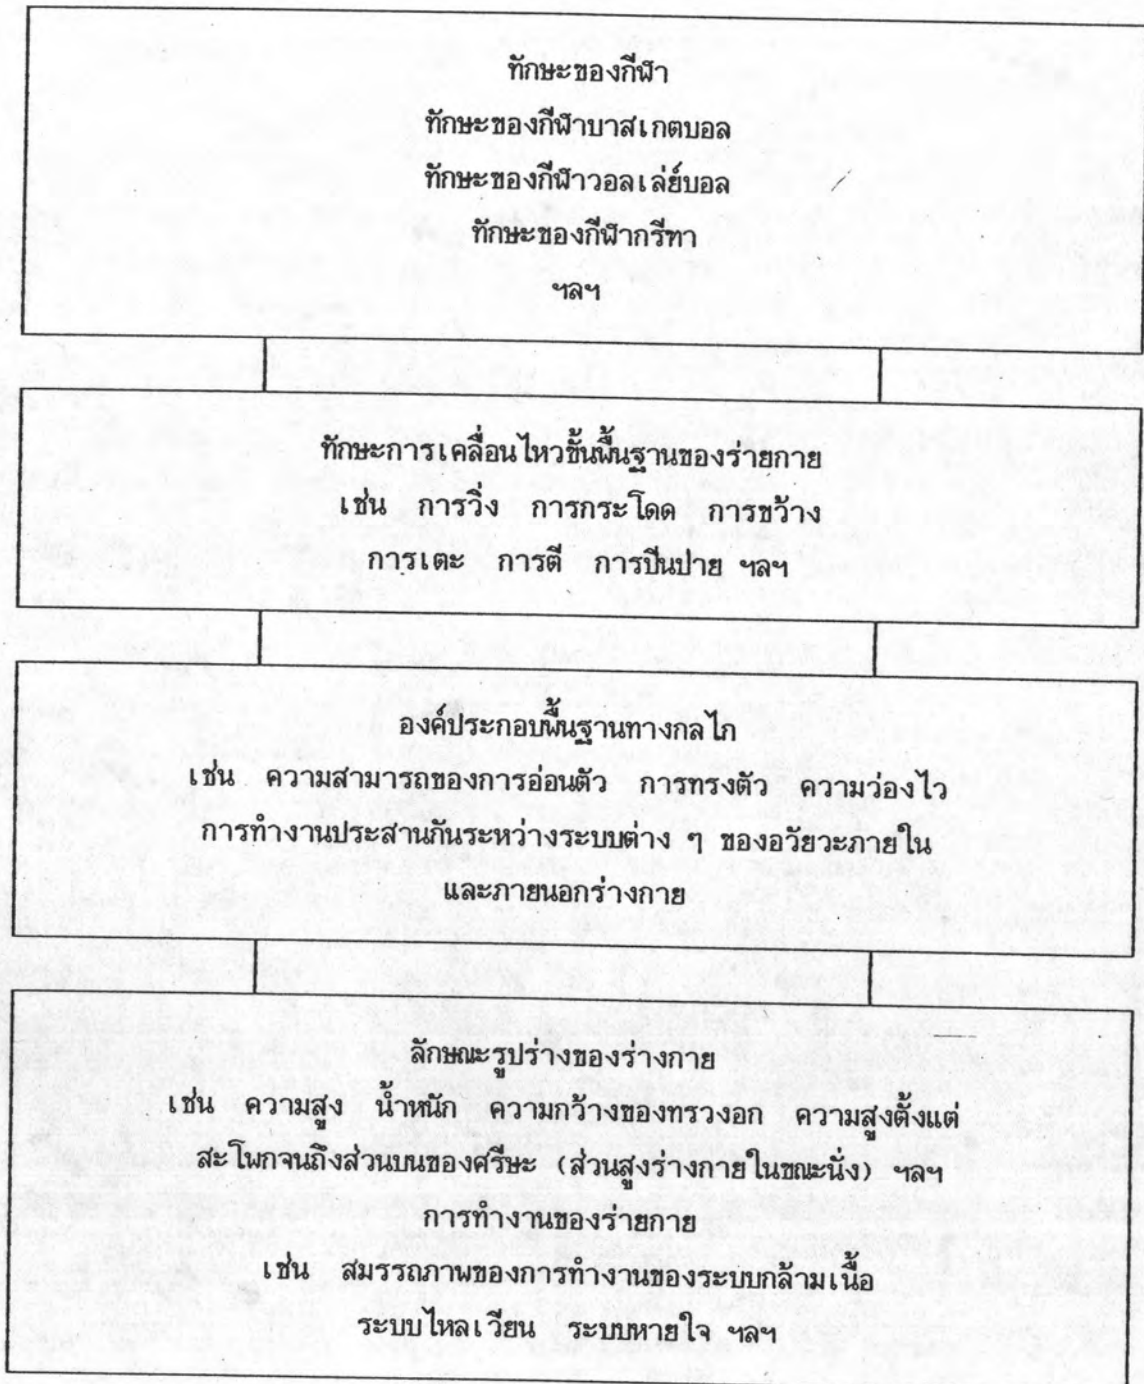 ทักษะของกีฬา
ทักษะของกีฬาบาสเกตบอล
ทักษะของกีฬาวอลเล่ย์บอล
ทักษะของกีฬากรีฑา
ฯลฯ
ทักษะการเคลื่อนไหวขั้นพื้นฐานของร่ายกาย
เช่น การวิ่ง การกระโดด การขว้าง
การเตะ การตี การปีนป่าย ฯลฯ
องค์ประกอบพื้นฐานทางกลไก
เช่น ความสามารถของการอ่อนตัว การทรงตัว ความว่องไว
การทำงานประสานกันระหว่างระบบต่าง ๆ ของอวัยวะภายใน
และภายนอกร่างกาย
ลักษณะรูปร่างของร่างกาย
เช่น ความสูง น้ำหนัก ความกว้างของทรวงอก ความสูงตั้งแต่
สะโพกจนถึงส่วนบนของศรีษะ (ส่วนสูงร่างกายในขณะนั่ง) ฯลฯ
การทำงานของร่ายกาย
เช่น สมรรถภาพของการทำงานของระบบกล้ามเนื้อ
ระบบไหลเวียน ระบบหายใจ ฯลฯ